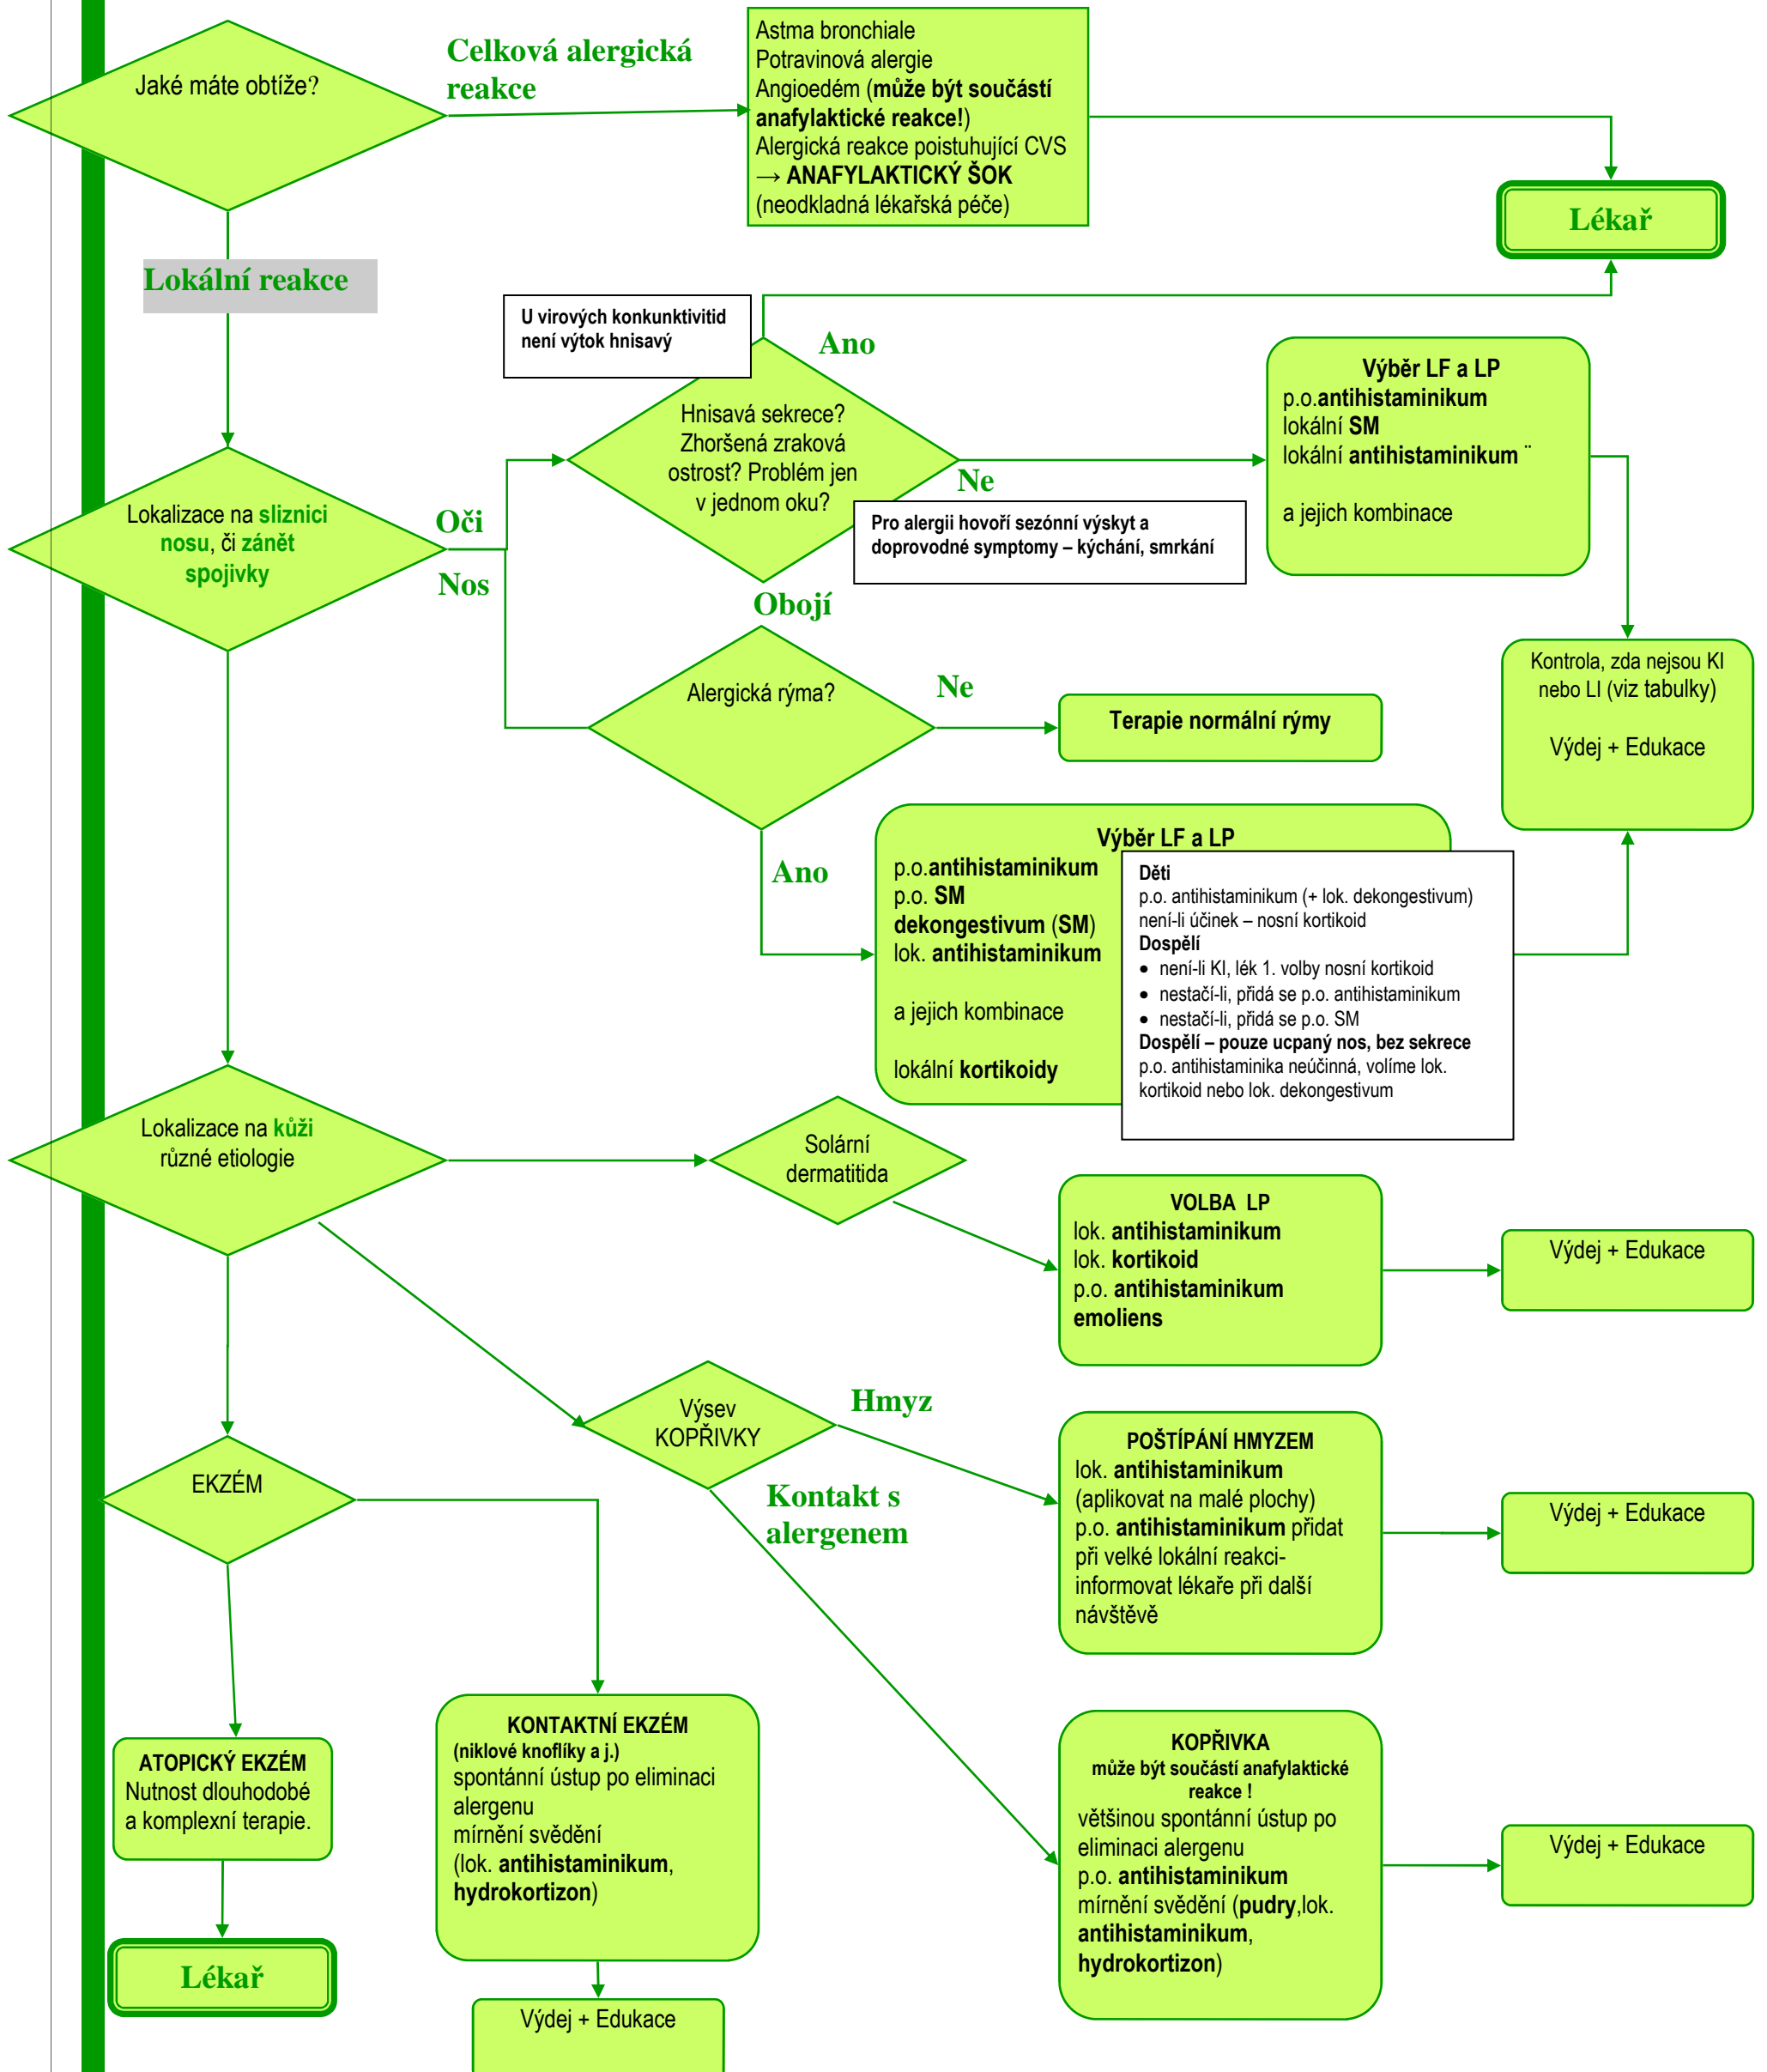 Jaké máte obtíže?
Celková alergická
reakce
Astma bronchiale
Potravinová alergie
Angioedém (může být součástí
anafylaktické reakce!)
Alergická reakce poistuhující CVS
→ ANAFYLAKTICKÝ ŠOK
(neodkladná lékařská péče)
Lékař
Lokální reakce
U virových konkunktivitid
není výtok hnisavý
Ano
Hnisavá sekrece?
Zhoršená zraková
ostrost? Problém jen
v jednom oku?
Ne
Výběr LF a LP
p.o.antihistaminikum
lokální SM
lokální antihistaminikum ¨
a jejich kombinace
Lokalizace na sliznici
nosu, či zánět
spojivky
Oči
Nos
Pro alergii hovoří sezónní výskyt a
doprovodné symptomy – kýchání, smrkání
Obojí
Alergická rýma?
Ne
Terapie normální rýmy
Kontrola, zda nejsou KI
nebo LI (viz tabulky)
Výdej + Edukace
Ano
Výběr LF a LP
p.o.antihistaminikum
p.o. SM
dekongestivum (SM)
lok. antihistaminikum
a jejich kombinace
lokální kortikoidy
Děti
p.o. antihistaminikum (+ lok. dekongestivum)
není-li účinek – nosní kortikoid
Dospělí
• není-li KI, lék 1. volby nosní kortikoid
• nestačí-li, přidá se p.o. antihistaminikum
• nestačí-li, přidá se p.o. SM
Dospělí – pouze ucpaný nos, bez sekrece
p.o. antihistaminika neúčinná, volíme lok.
kortikoid nebo lok. dekongestivum
Lokalizace na kůži
různé etiologie
Solární
dermatitida
VOLBA LP
lok. antihistaminikum
lok. kortikoid
p.o. antihistaminikum
emoliens
Výdej + Edukace
Výsev
KOPŘIVKY
Hmyz
Kontakt s
alergenem
POŠTÍPÁNÍ HMYZEM
lok. antihistaminikum
(aplikovat na malé plochy)
p.o. antihistaminikum přidat
při velké lokální reakci-
informovat lékaře při další
návštěvě
Výdej + Edukace
EKZÉM
ATOPICKÝ EKZÉM
Nutnost dlouhodobé
a komplexní terapie.
Lékař
KONTAKTNÍ EKZÉM
(niklové knoflíky a j.)
spontánní ústup po eliminaci
alergenu
mírnění svědění
(lok. antihistaminikum,
hydrokortizon)
Výdej + Edukace
KOPŘIVKA
může být součástí anafylaktické
reakce !
většinou spontánní ústup po
eliminaci alergenu
p.o. antihistaminikum
mírnění svědění (pudry,lok.
antihistaminikum,
hydrokortizon)
Výdej + Edukace